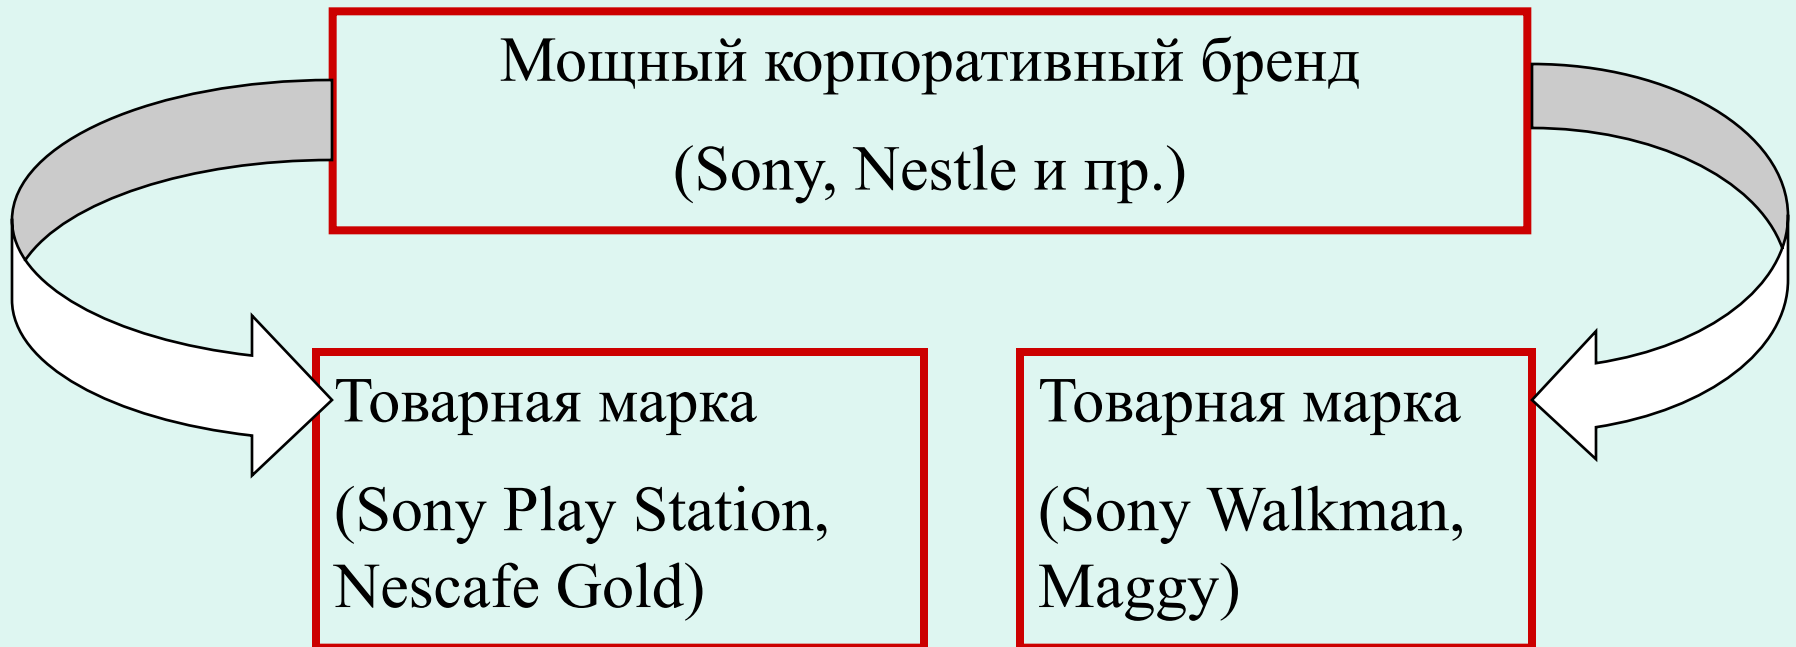 Мощный корпоративный бренд
(Sony, Nestle и пр.)
Товарная марка
(Sony Play Station,
Nescafe Gold)
Товарная марка
(Sony Walkman,
Maggy)